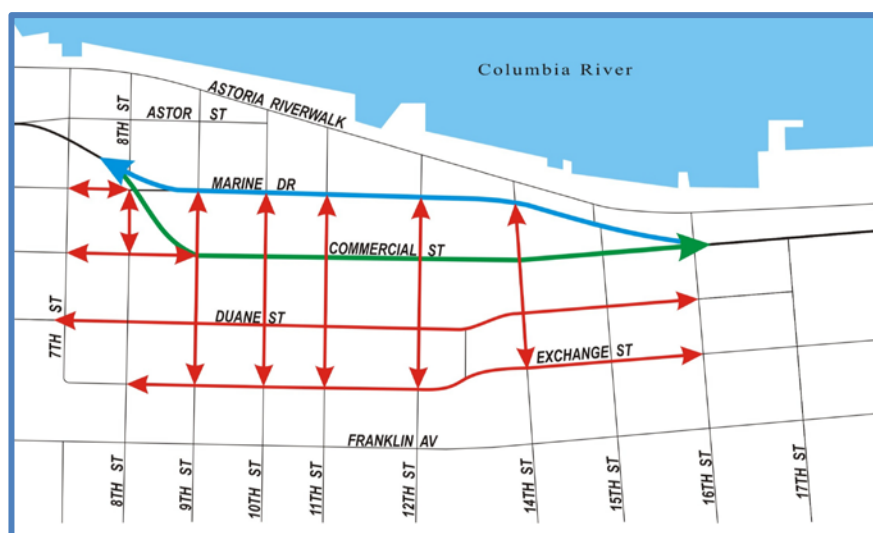 Columbia River
ASTORIA RIVERWALK
8TH ST
ASTOR ST
MARINE DR
COMMERCIAL ST
7TH ST
DUANE ST
EXCHANGE ST
FRANKLIN AV
8TH ST
9TH ST
10TH ST
11TH ST
12TH ST
14TH ST
15TH ST
16TH ST
17TH ST